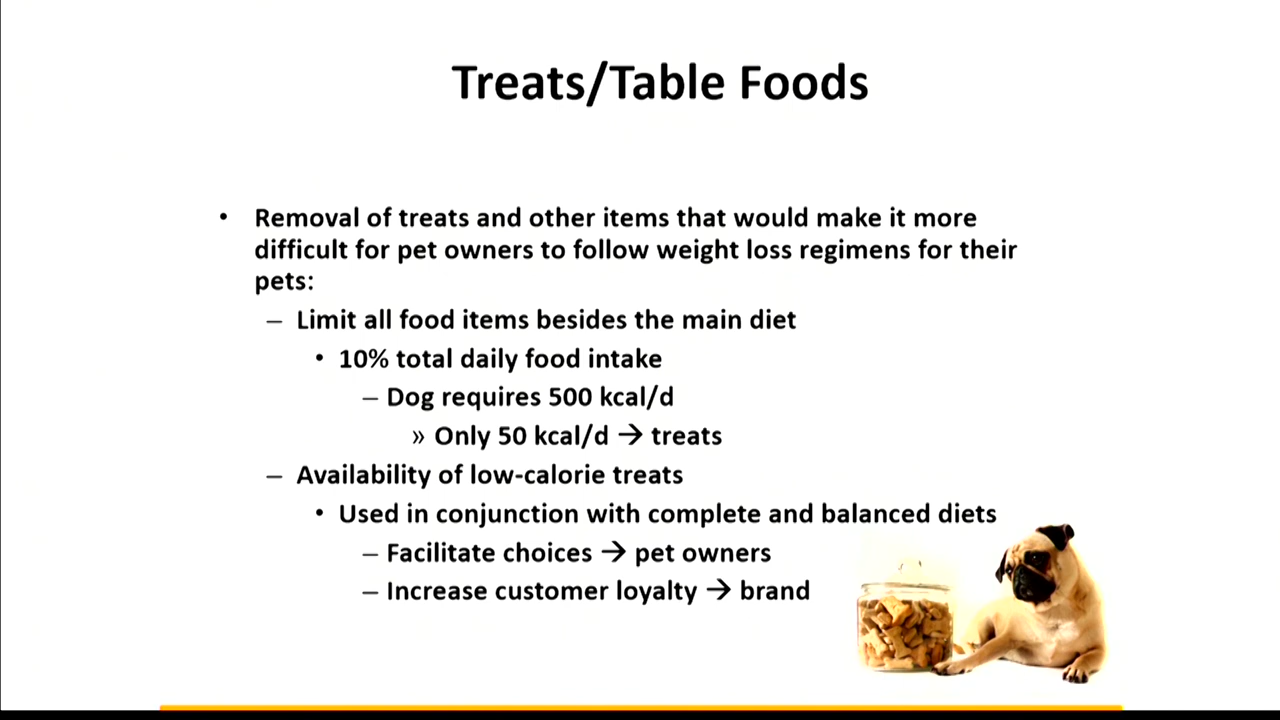 Treats/Table Foods
• Removal of treats and other items that would make it more
difficult for pet owners to follow weight loss regimens for their
pets:
– Limit all food items besides the main diet
• 10% total daily food intake
– Dog requires 500 kcal/d
» Only 50 kcal/d → treats
– Availability of low-calorie treats
• Used in conjunction with complete and balanced diets
– Facilitate choices → pet owners
– Increase customer loyalty → brand